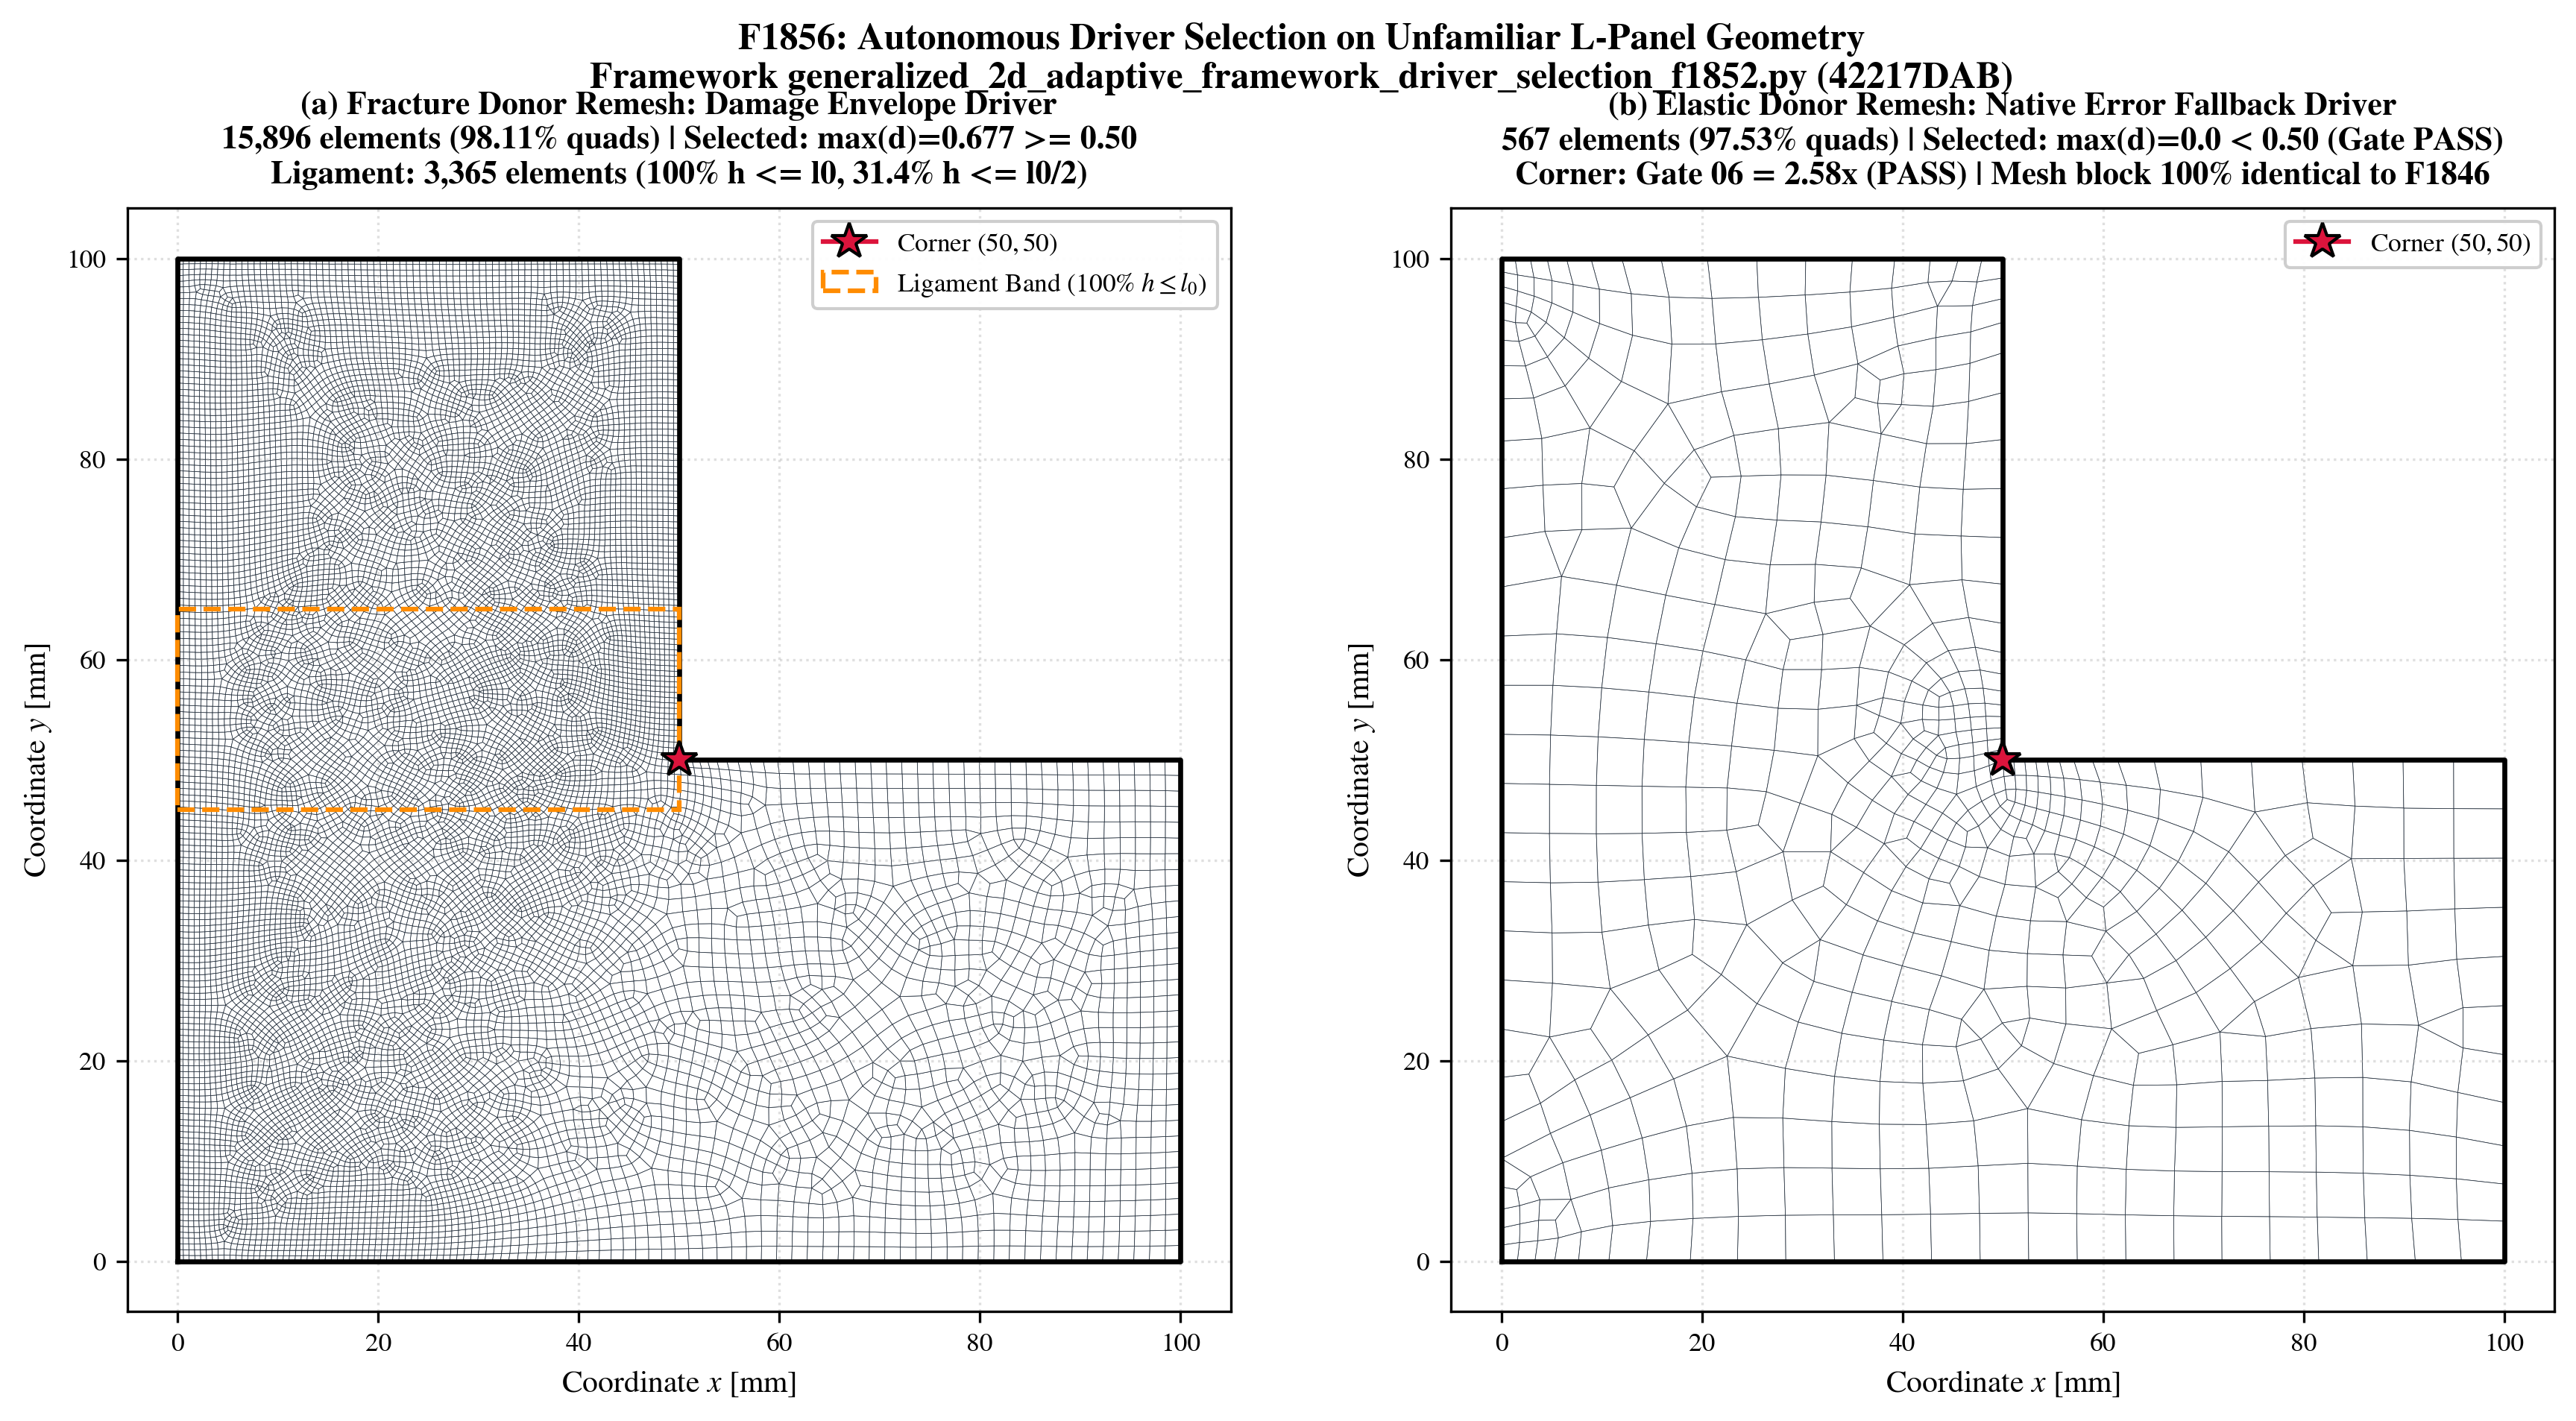 F1856: Autonomous Driver Selection on Unfamiliar L-Panel Geometry
Framework generalized_2d_adaptive_framework_driver_selection_f1852.py (42217DAB)
(a) Fracture Donor Remesh: Damage Envelope Driver
15,896 elements (98.11% quads) | Selected: max(d)=0.677 >= 0.50
Ligament: 3,365 elements (100% h <= l0, 31.4% h <= l0/2)
Corner (50, 50)
Ligament Band (100% h ≤ l₀)
100
80
60
40
20
0
Coordinate y [mm]
0 20 40 60 80 100
Coordinate x [mm]
(b) Elastic Donor Remesh: Native Error Fallback Driver
567 elements (97.53% quads) | Selected: max(d)=0.0 < 0.50 (Gate PASS)
Corner: Gate 06 = 2.58x (PASS) | Mesh block 100% identical to F1846
Corner (50, 50)
100
80
60
40
20
0
Coordinate y [mm]
0 20 40 60 80 100
Coordinate x [mm]